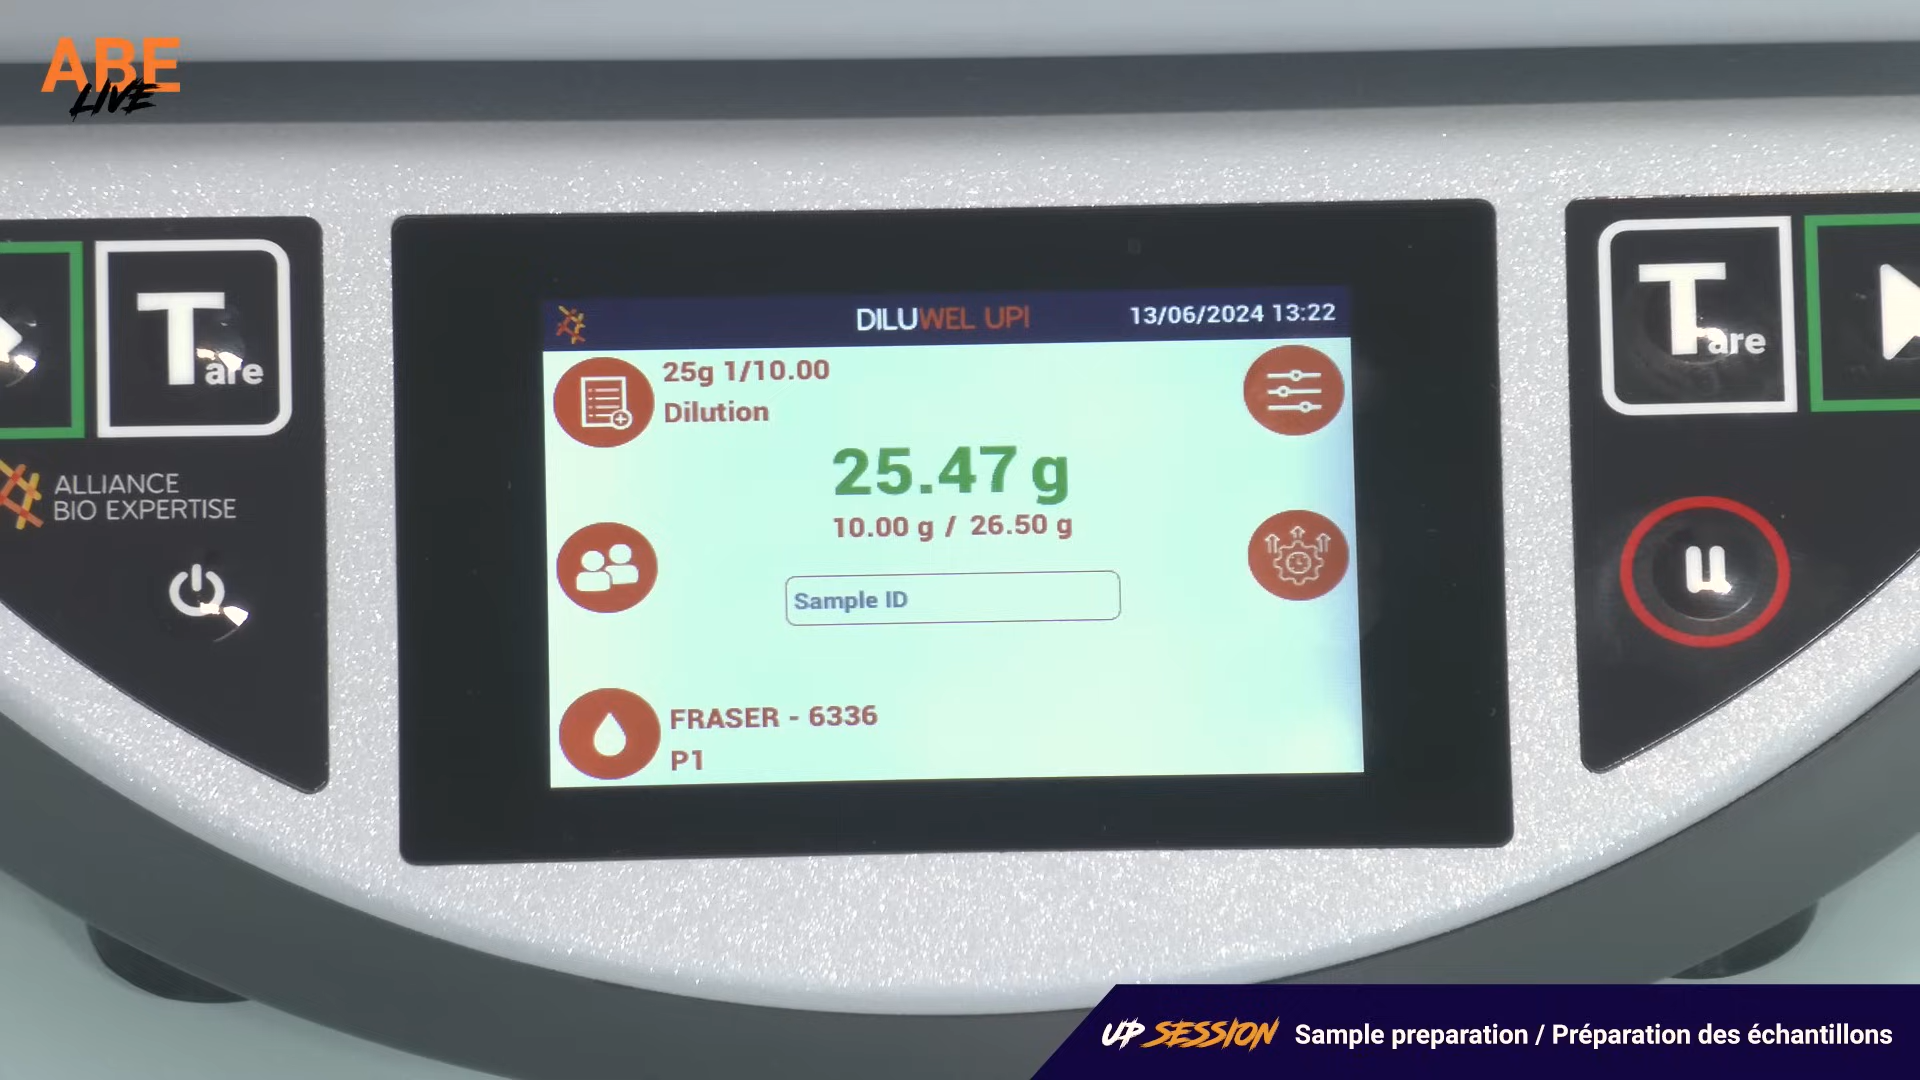 ABE
LIVE
Tare
ALLIANCE
BIO EXPERTISE
DILUWEL UP!
13/06/2024 13:22
25g 1/10.00
Dilution
25.47 g
10.00 g / 26.50 g
Sample ID
FRASER - 6336
P1
Tare
µ
UP SESSION Sample preparation / Préparation des échantillons